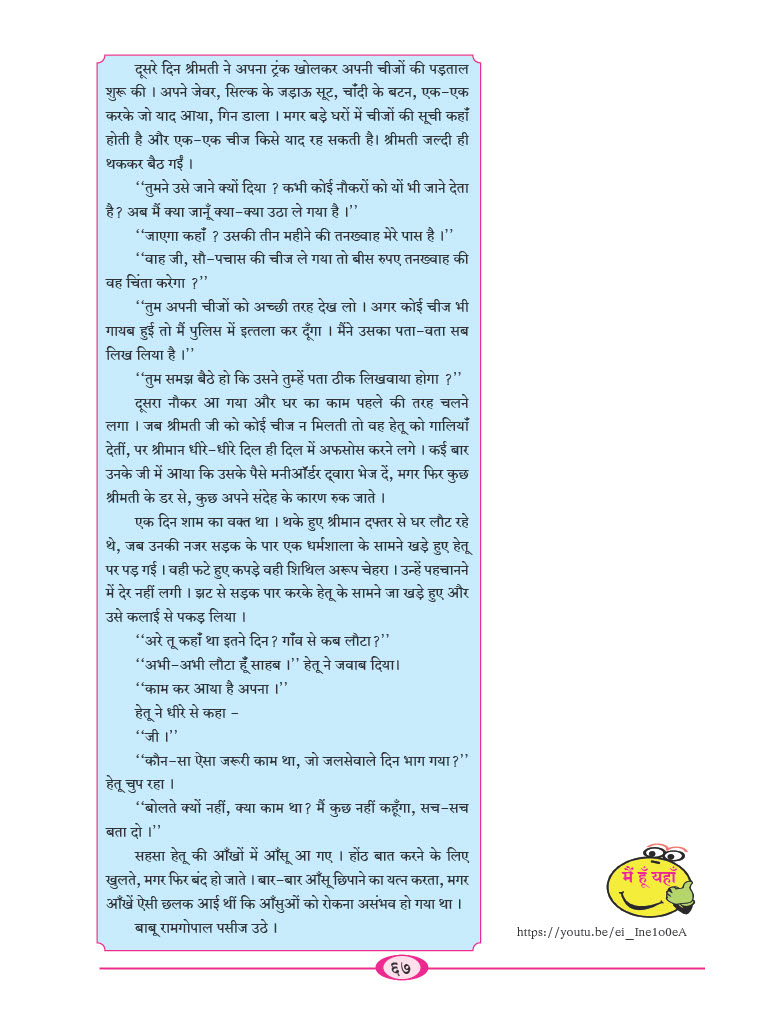 दूसरे दिन श्रीमती ने अपना ट्रंक खोलकर अपनी चीजों की पड़ताल
शुरू की । अपने जेवर, सिल्क के जड़ाऊ सूट, चाँदी के बटन, एक-एक
करके जो याद आया, गिन डाला । मगर बड़े घरों में चीजों की सूची कहाँ
होती है और एक-एक चीज किसे याद रह सकती है। श्रीमती जल्दी ही
थककर बैठ गईं ।
‘‘तुमने उसे जाने क्यों दिया ? कभी कोई नौकरों को यों भी जाने देता
है? अब मैं क्या जानूँ क्या-क्या उठा ले गया है ।’’
‘‘जाएगा कहाँ ? उसकी तीन महीने की तनख्वाह मेरे पास है ।’’
‘‘वाह जी, सौ-पचास की चीज ले गया तो बीस रुपए तनख्वाह की
वह चिंता करेगा ?’’
‘‘तुम अपनी चीजों को अच्छी तरह देख लो । अगर कोई चीज भी
गायब हुई तो मैं पुलिस में इत्तला कर दूँगा । मैंने उसका पता-वता सब
लिख लिया है ।’’
‘‘तुम समझ बैठे हो कि उसने तुम्हें पता ठीक लिखवाया होगा ?’’
दूसरा नौकर आ गया और घर का काम पहले की तरह चलने
लगा । जब श्रीमती जी को कोई चीज न मिलती तो वह हेतू को गालियाँ
देतीं, पर श्रीमान धीरे-धीरे दिल ही दिल में अफसोस करने लगे । कई बार
उनके जी में आया कि उसके पैसे मनीऑर्डर द्‌वारा भेज दें, मगर फिर कुछ
श्रीमती के डर से, कुछ अपने संदेह के कारण रुक जाते ।
एक दिन शाम का वक्त था । थके हुए श्रीमान दफ्तर से घर लौट रहे
थे, जब उनकी नजर सड़क के पार एक धर्मशाला के सामने खड़े हुए हेतू
पर पड़ गई । वही फटे हुए कपड़े वही शिथिल अरूप चेहरा । उन्हें पहचानने
में देर नहीं लगी । झट से सड़क पार करके हेतू के सामने जा खड़े हुए और
उसे कलाई से पकड़ लिया ।
‘‘अरे तू कहाँ था इतने दिन? गाँव से कब लौटा?’’
‘‘अभी-अभी लौटा हूँ साहब ।’’ हेतू ने जवाब दिया।
‘‘काम कर आया है अपना ।’’
हेतू ने धीरे से कहा -
‘‘जी ।’’
‘‘कौन-सा ऐसा जरूरी काम था, जो जलसेवाले दिन भाग गया?’’
हेतू चुप रहा ।
‘‘बोलते क्यों नहीं, क्या काम था? मैं कुछ नहीं कहूँगा, सच-सच
बता दो ।’’
सहसा हेतू की आँखों में आँसू आ गए । होंठ बात करने के लिए
खुलते, मगर फिर बंद हो जाते । बार-बार आँसू छिपाने का यत्न करता, मगर
आँखें ऐसी छलक आई थीं कि आँसुओं को रोकना असंभव हो गया था ।
बाबू रामगोपाल पसीज उठे ।
मैं हूँ यहाँ
https://youtu.be/ei_Ine1o0eA
६७